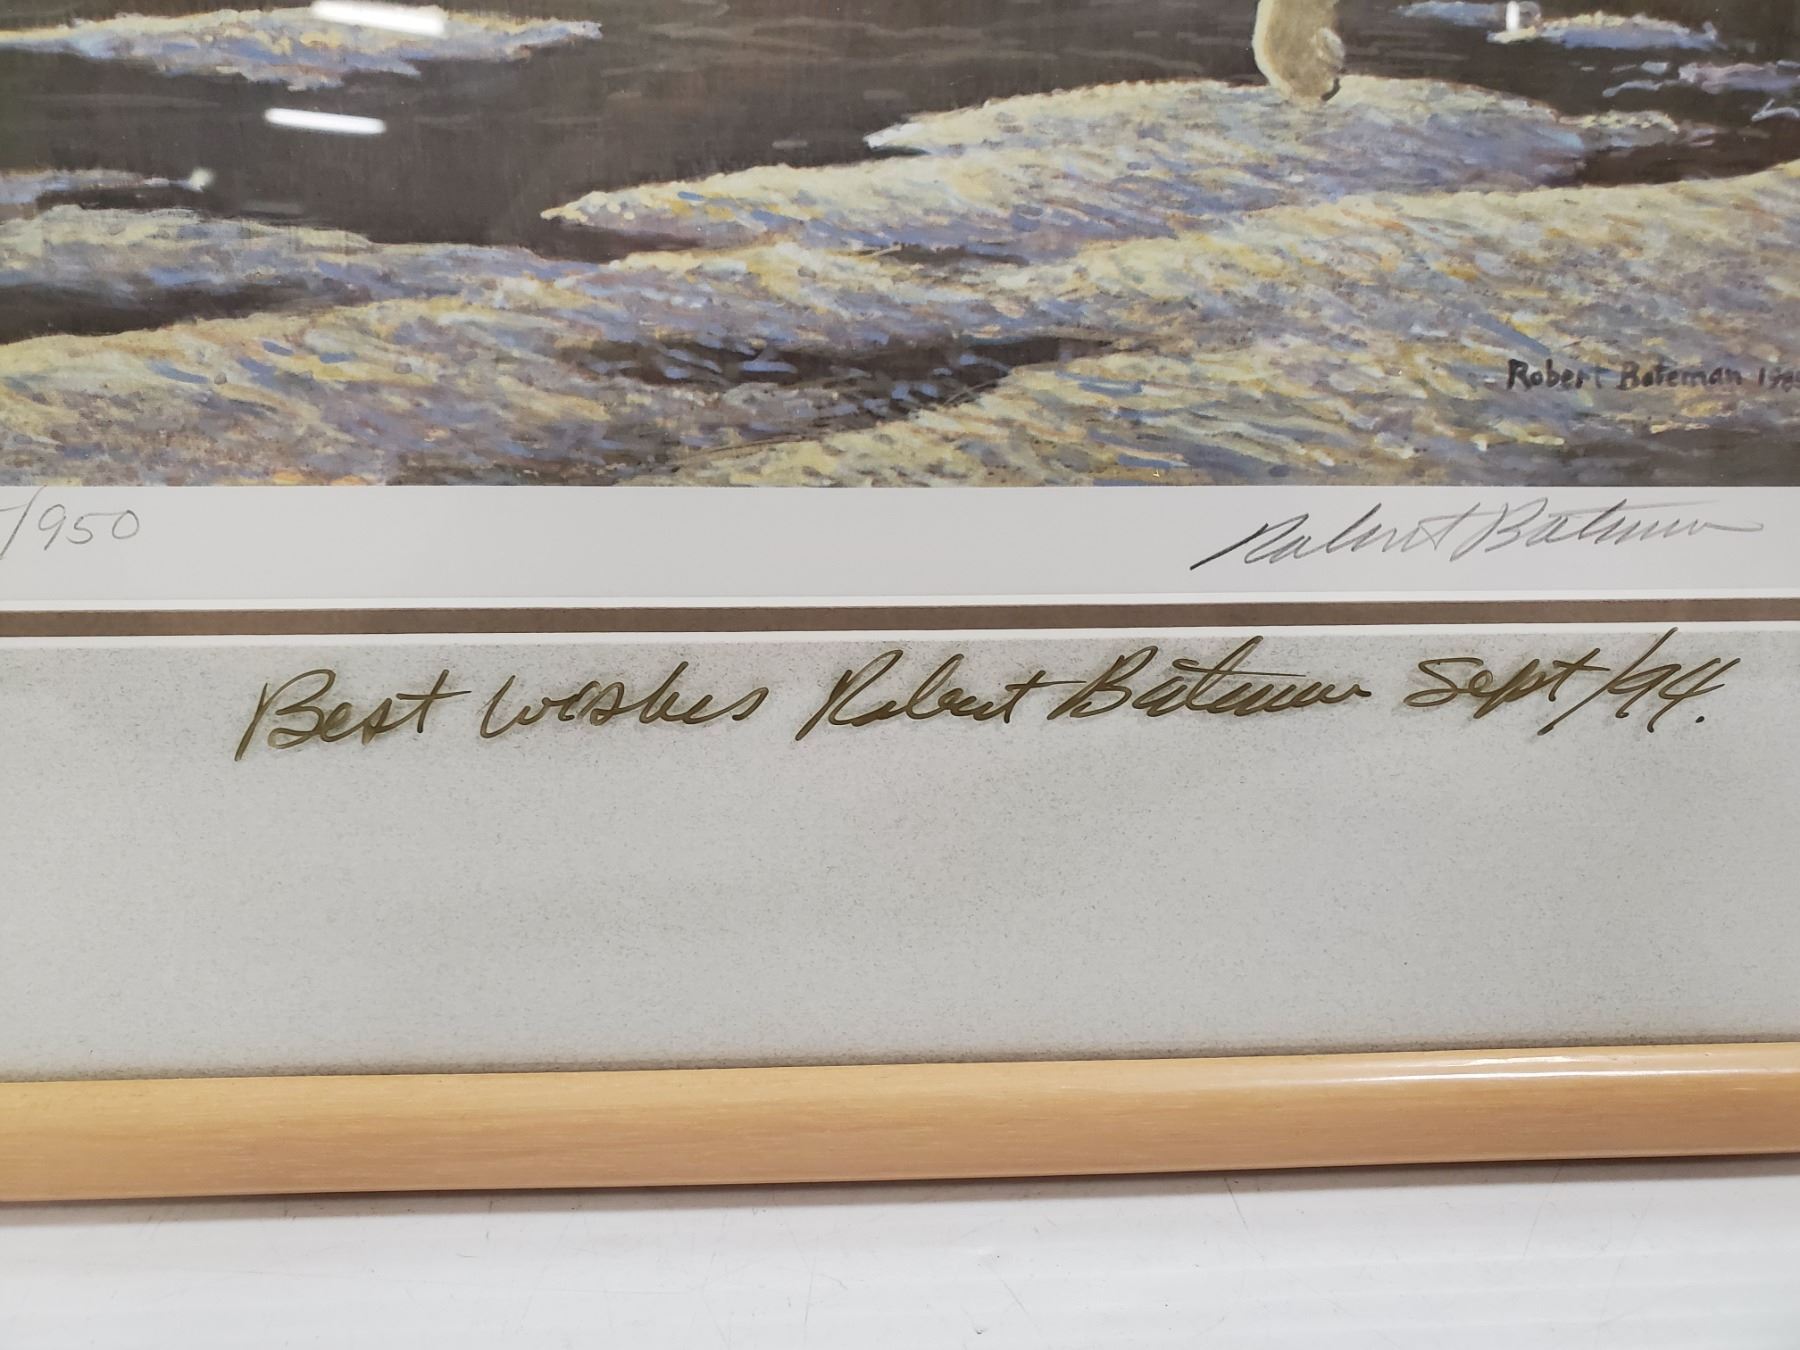 Robert Bateman
/950
Robert Bateman
Best Wishes Robert Bateman Sept/94.